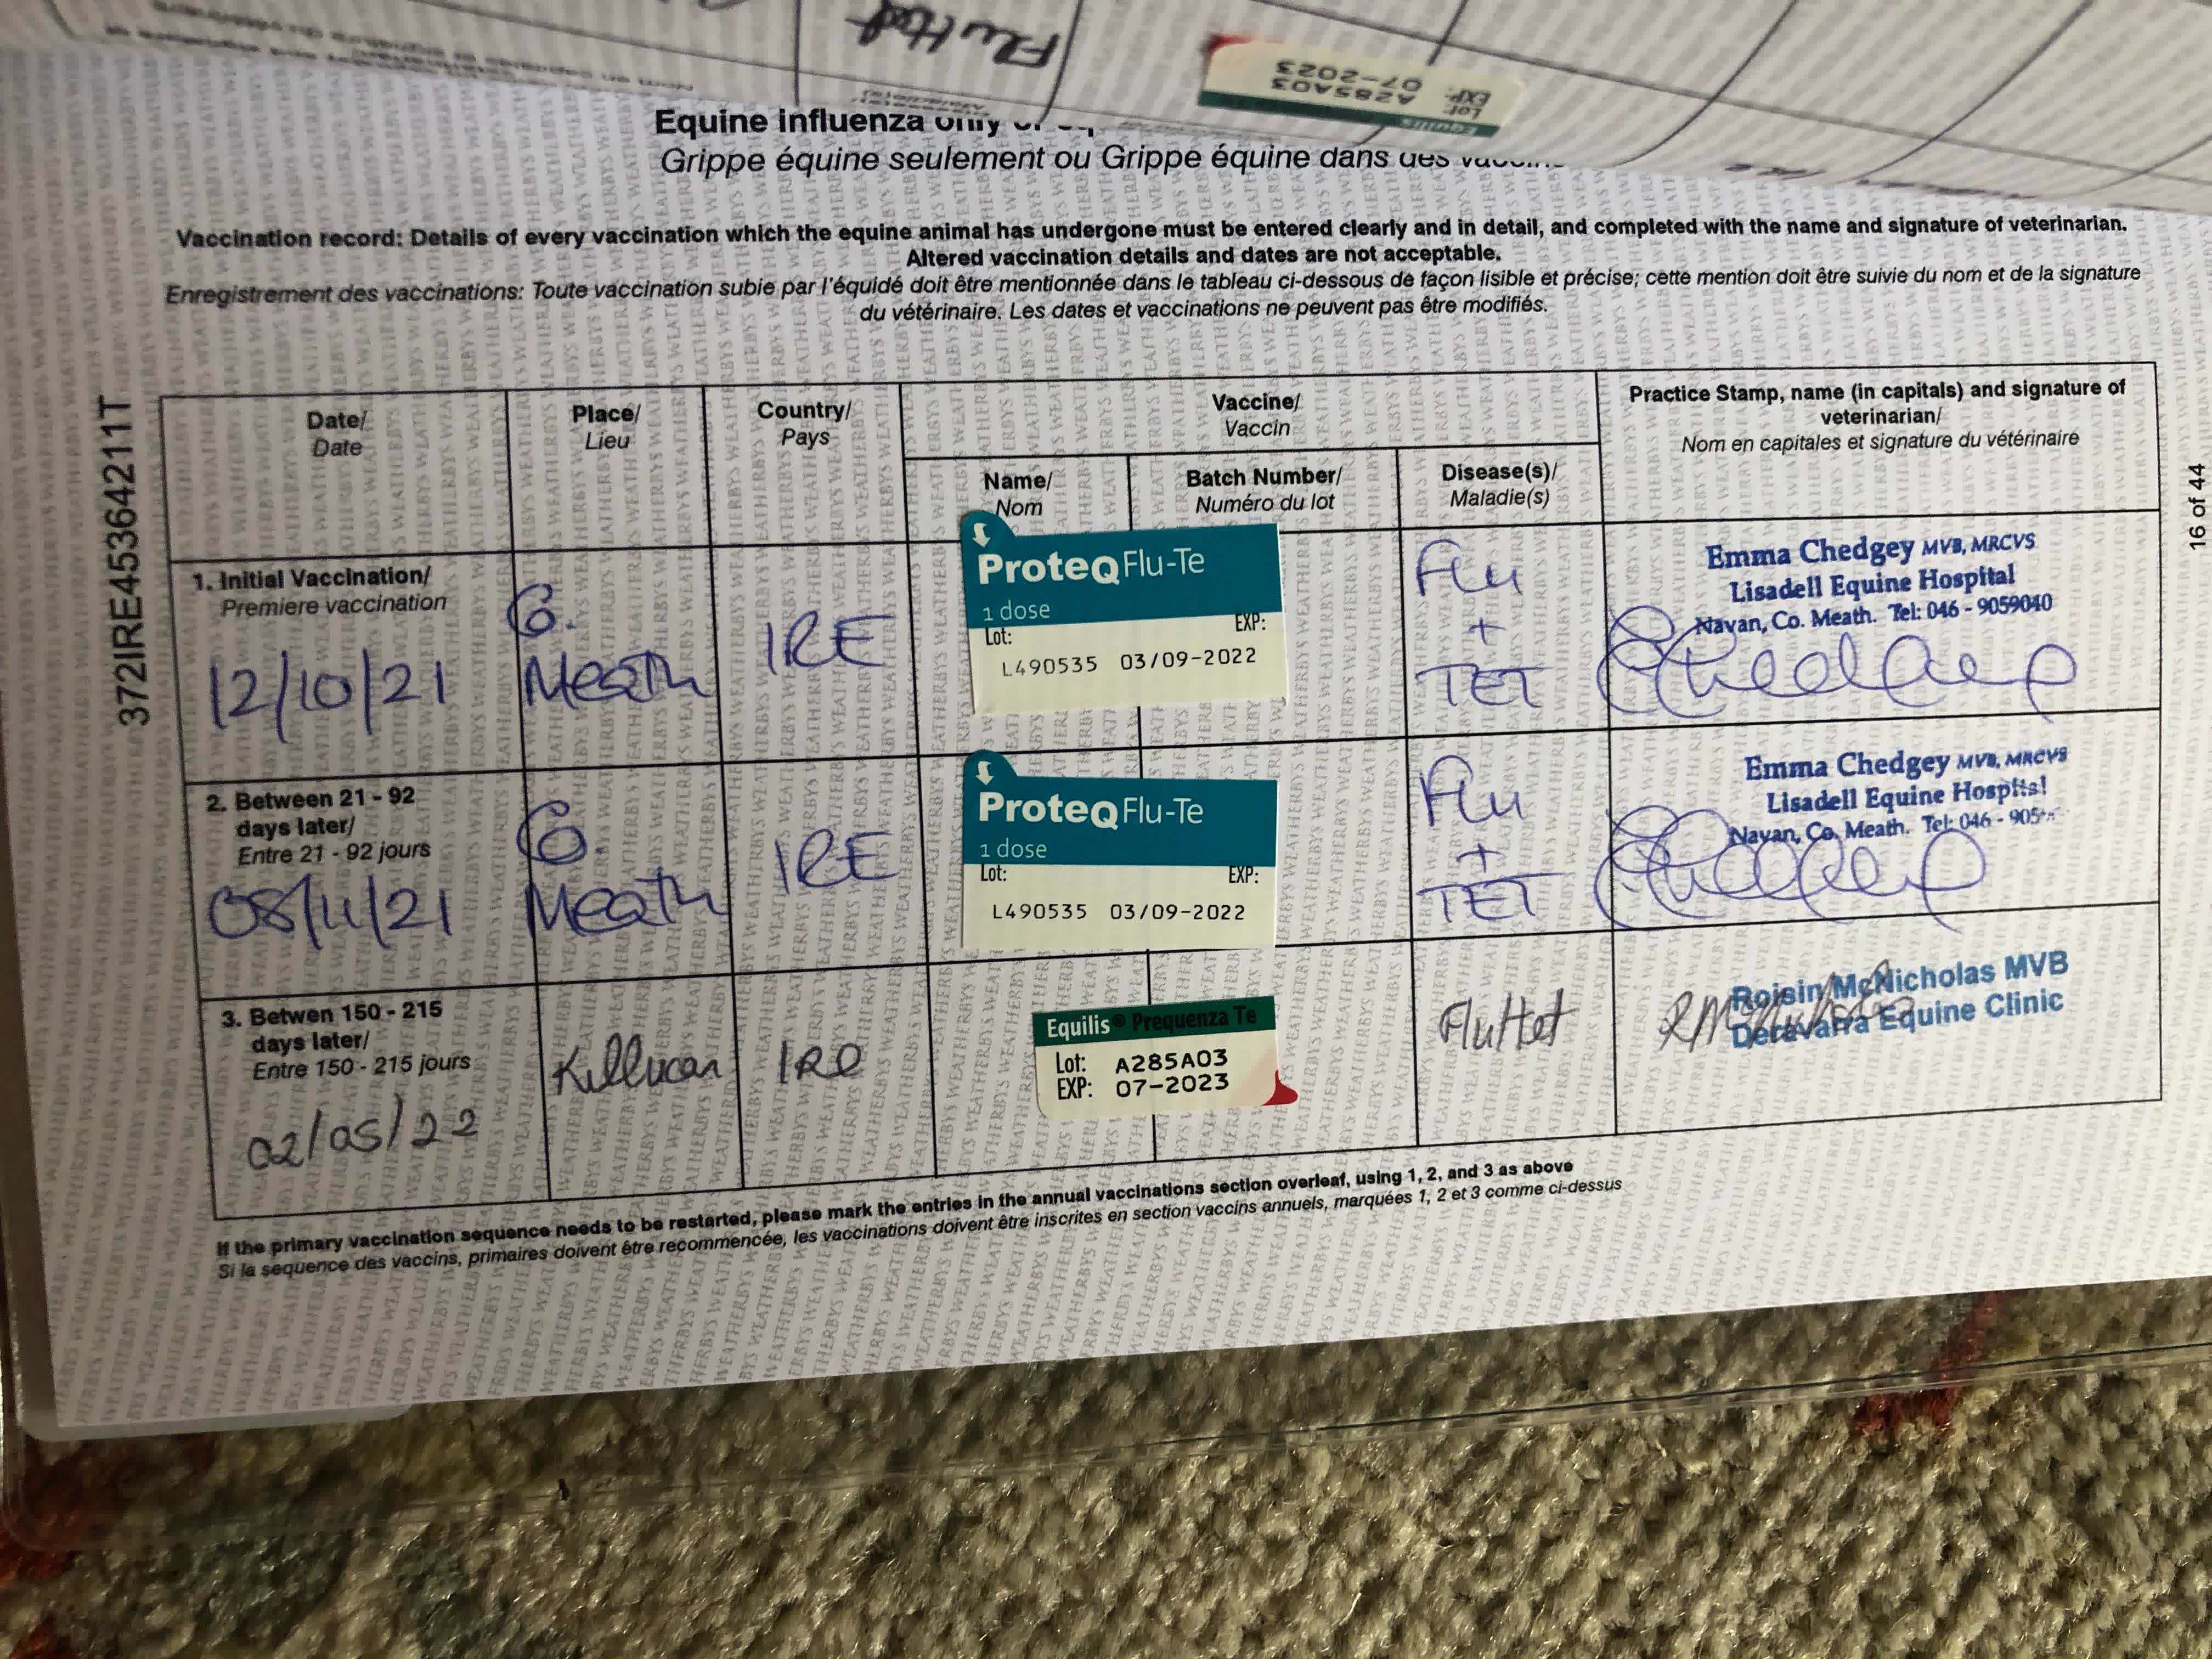 Flu+tet
Equilis
Lot: A285A03
EXP: 07-2023
Equine influenza only
Grippe équine seulement ou Grippe équine dans des
Vaccination record: Details of every vaccination which the equine animal has undergone must be entered clearly and in detail, and completed with the name and signature of veterinarian.
Altered vaccination details and dates are not acceptable.
Enregistrement des vaccinations: Toute vaccination subie par l'équidé doit être mentionnée dans le tableau ci-dessous de façon lisible et précise; cette mention doit être suivie du nom et de la signature
du vétérinaire. Les dates et vaccinations ne peuvent pas être modifiés.
372IRE45364211T
16 of 44
Date/
Date
Place/
Lieu
Country/
Pays
Vaccine/
Vaccin
Name/
Nom
Batch Number/
Numéro du lot
Disease(s)/
Maladie(s)
Practice Stamp, name (in capitals) and signature of
veterinarian/
Nom en capitales et signature du vétérinaire
1. Initial Vaccination/
Premiere vaccination
12/10/21
Co.
Meath
IRE
ProteqFlu-Te
1 dose
Lot: EXP:
L490535 03/09-2022
Flu
+
TET
Emma Chedgey MVB, MRCVS
Lisadell Equine Hospital
Navan, Co. Meath. Tel: 046 - 9059040
2. Between 21 - 92
days later/
Entre 21 - 92 jours
08/11/21
Co.
Meath
IRE
ProteqFlu-Te
1 dose
Lot: EXP:
L490535 03/09-2022
Flu
+
TET
Emma Chedgey MVB, MRCVS
Lisadell Equine Hospital
Navan, Co. Meath. Tel: 046 - 905
3. Betwen 150 - 215
days later/
Entre 150 - 215 jours
02/05/22
Killucan
IRE
Equilis® Prequenza Te
Lot: A285A03
EXP: 07-2023
Flu+tet
Roisin McNicholas MVB
Deravarra Equine Clinic
If the primary vaccination sequence needs to be restarted, please mark the entries in the annual vaccinations section overleaf, using 1, 2, and 3 as above
Si la sequence des vaccins, primaires doivent être recommencée, les vaccinations doivent être inscrites en section vaccins annuels, marquées 1, 2 et 3 comme ci-dessus